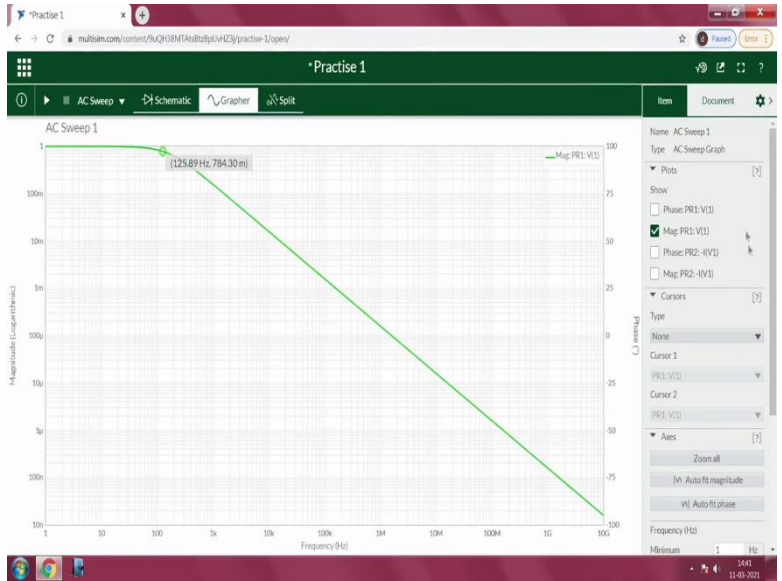 *Practise 1
x
+
multisim.com/content/9uQH38MTAtsBtzBpUvHZ3j/practise-1/open/
d Paused
Error
*Practise 1
?
AC Sweep
Schematic
Grapher
Split
Item
Document
AC Sweep 1
Mag: PR1: V(1)
(125.89 Hz, 784.30 m)
1
100m
10m
1m
100µ
10µ
1µ
100n
10n
Magnitude (Logarithmic)
100
75
50
25
0
-25
-50
-75
-100
Phase (°)
1 10 100 1k 10k 100k 1M 10M 100M 1G 10G
Frequency (Hz)
Name AC Sweep 1
Type AC Sweep Graph
Plots [?]
Show
Phase: PR1: V(1)
Mag: PR1: V(1)
Phase: PR2: -I(V1)
Mag: PR2: -I(V1)
Cursors [?]
Type
None
Cursor 1
PR1: V(1)
Cursor 2
PR1: V(1)
Axes [?]
Zoom all
Auto fit magnitude
Auto fit phase
Frequency (Hz)
Minimum 1 Hz
14:41
11-03-2021